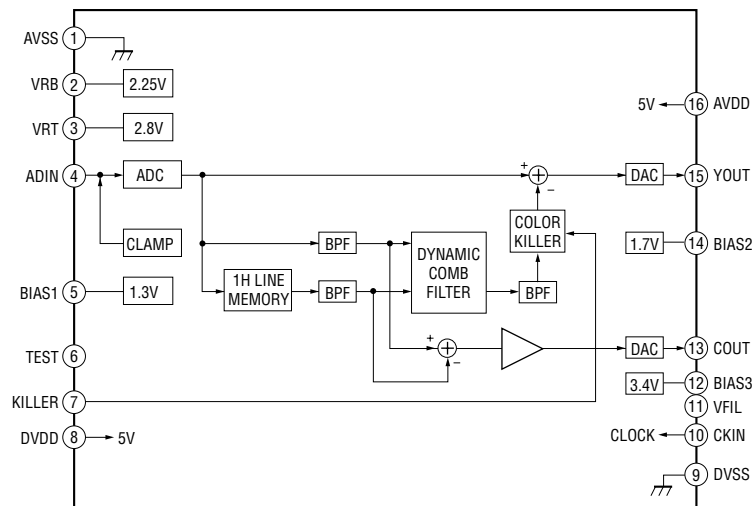 AVSS 1
VRB 2 2.25V
VRT 3 2.8V
ADIN 4 ADC
CLAMP
BIAS1 5 1.3V
TEST 6
KILLER 7
DVDD 8 5V
1H LINE
MEMORY
BPF
BPF
DYNAMIC
COMB
FILTER
BPF
COLOR
KILLER
+
−
+
−
5V 16 AVDD
DAC 15 YOUT
1.7V 14 BIAS2
DAC 13 COUT
3.4V 12 BIAS3
11 VFIL
CLOCK 10 CKIN
9 DVSS